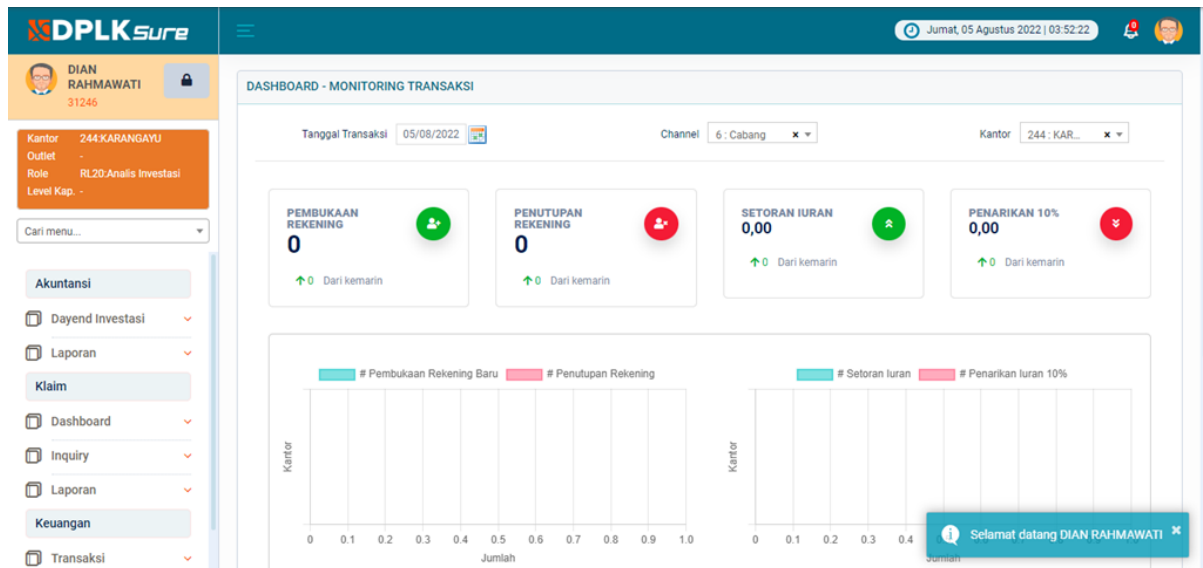 DPLKSure
Jumat, 05 Agustus 2022 | 03:52:22
DIAN
RAHMAWATI
31246
Kantor 244:KARANGAYU
Outlet -
Role RL20:Analis Investasi
Level Kap. -
Cari menu...
Akuntansi
Dayend Investasi
Laporan
Klaim
Dashboard
Inquiry
Laporan
Keuangan
Transaksi
DASHBOARD - MONITORING TRANSAKSI
Tanggal Transaksi 05/08/2022 Channel 6 : Cabang x Kantor 244 : KAR... x
PEMBUKAAN
REKENING
0
0 Dari kemarin
PENUTUPAN
REKENING
0
0 Dari kemarin
SETORAN IURAN
0,00
0 Dari kemarin
PENARIKAN 10%
0,00
0 Dari kemarin
# Pembukaan Rekening Baru # Penutupan Rekening
Kantor
0 0.1 0.2 0.3 0.4 0.5 0.6 0.7 0.8 0.9 1.0
Jumlah
# Setoran Iuran # Penarikan Iuran 10%
Kantor
0 0.1 0.2 0.3 0.4
Jumlah
Selamat datang DIAN RAHMAWATI ×